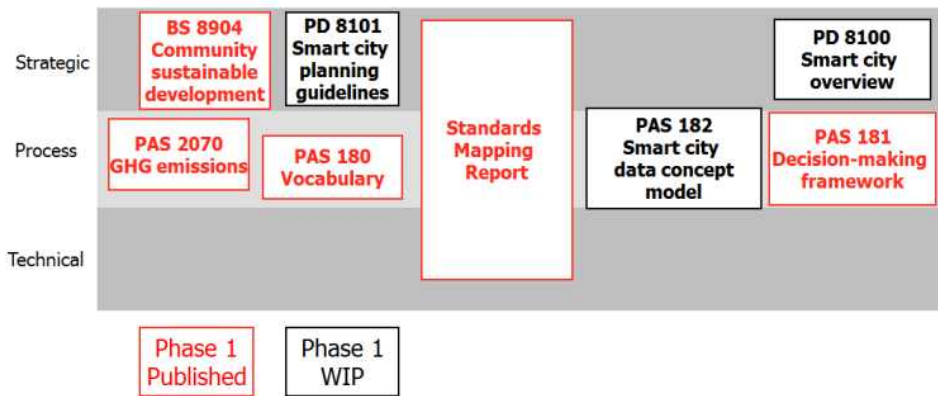 Strategic
BS 8904
Community
sustainable
development
PD 8101
Smart city
planning
guidelines
PD 8100
Smart city
overview
Process
PAS 2070
GHG emissions
PAS 180
Vocabulary
Standards
Mapping
Report
PAS 182
Smart city
data concept
model
PAS 181
Decision-making
framework
Technical
Phase 1
Published
Phase 1
WIP